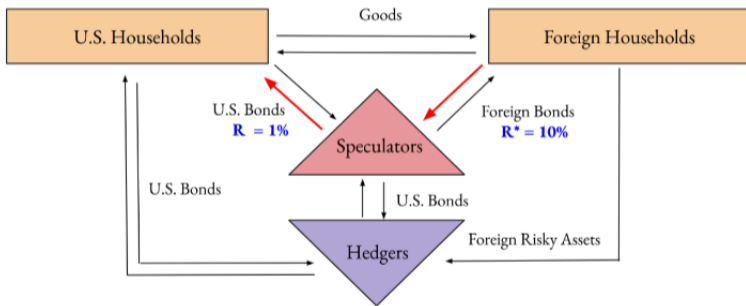 Goods
U.S. Households
Foreign Households
U.S. Bonds
R = 1%
Foreign Bonds
R* = 10%
Speculators
U.S. Bonds
U.S. Bonds
Hedgers
Foreign Risky Assets